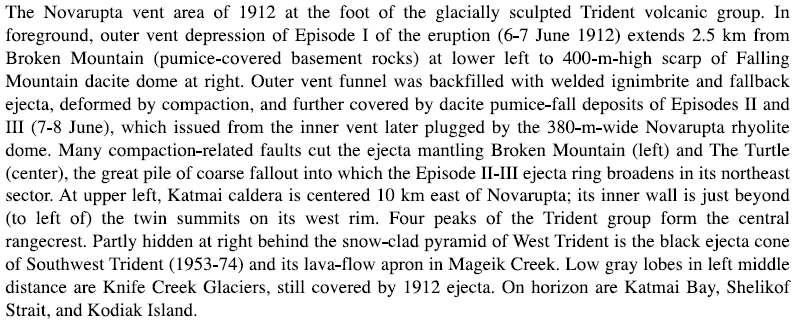 The Novarupta vent area of 1912 at the foot of the glacially sculpted Trident volcanic group. In
foreground, outer vent depression of Episode I of the eruption (6-7 June 1912) extends 2.5 km from
Broken Mountain (pumice-covered basement rocks) at lower left to 400-m-high scarp of Falling
Mountain dacite dome at right. Outer vent funnel was backfilled with welded ignimbrite and fallback
ejecta, deformed by compaction, and further covered by dacite pumice-fall deposits of Episodes II and
III (7-8 June), which issued from the inner vent later plugged by the 380-m-wide Novarupta rhyolite
dome. Many compaction-related faults cut the ejecta mantling Broken Mountain (left) and The Turtle
(center), the great pile of coarse fallout into which the Episode II-III ejecta ring broadens in its northeast
sector. At upper left, Katmai caldera is centered 10 km east of Novarupta; its inner wall is just beyond
(to left of) the twin summits on its west rim. Four peaks of the Trident group form the central
rangecrest. Partly hidden at right behind the snow-clad pyramid of West Trident is the black ejecta cone
of Southwest Trident (1953-74) and its lava-flow apron in Mageik Creek. Low gray lobes in left middle
distance are Knife Creek Glaciers, still covered by 1912 ejecta. On horizon are Katmai Bay, Shelikof
Strait, and Kodiak Island.